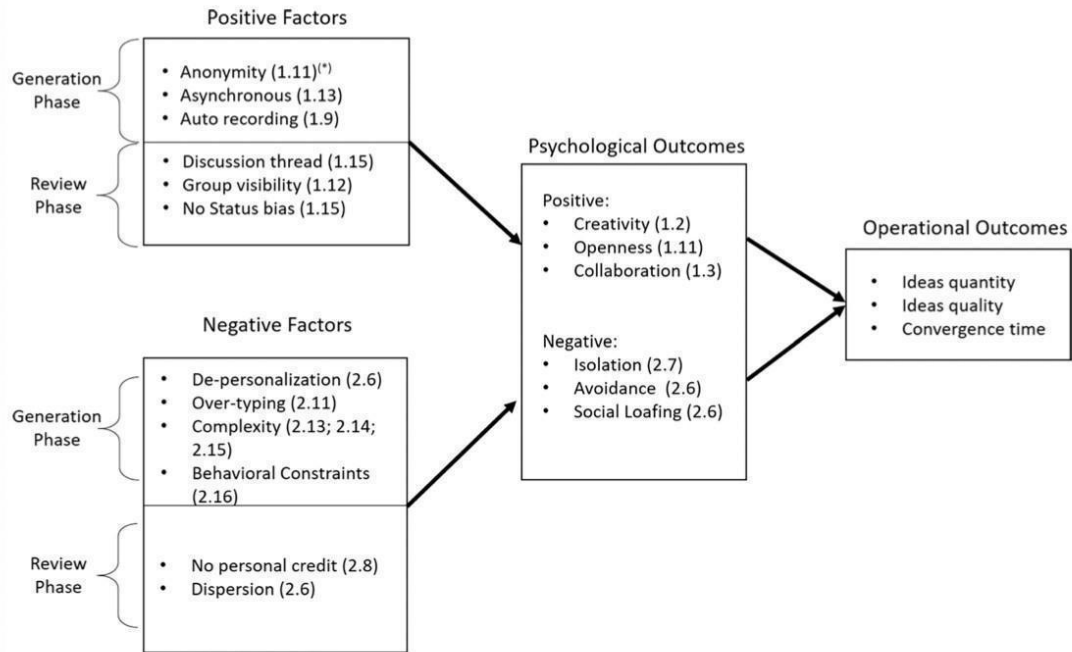 Positive Factors
Generation
Phase
• Anonymity (1.11)(*)
• Asynchronous (1.13)
• Auto recording (1.9)
Review
Phase
• Discussion thread (1.15)
• Group visibility (1.12)
• No Status bias (1.15)
Negative Factors
Generation
Phase
• De-personalization (2.6)
• Over-typing (2.11)
• Complexity (2.13; 2.14;
2.15)
• Behavioral Constraints
(2.16)
Review
Phase
• No personal credit (2.8)
• Dispersion (2.6)
Psychological Outcomes
Positive:
• Creativity (1.2)
• Openness (1.11)
• Collaboration (1.3)
Negative:
• Isolation (2.7)
• Avoidance (2.6)
• Social Loafing (2.6)
Operational Outcomes
• Ideas quantity
• Ideas quality
• Convergence time